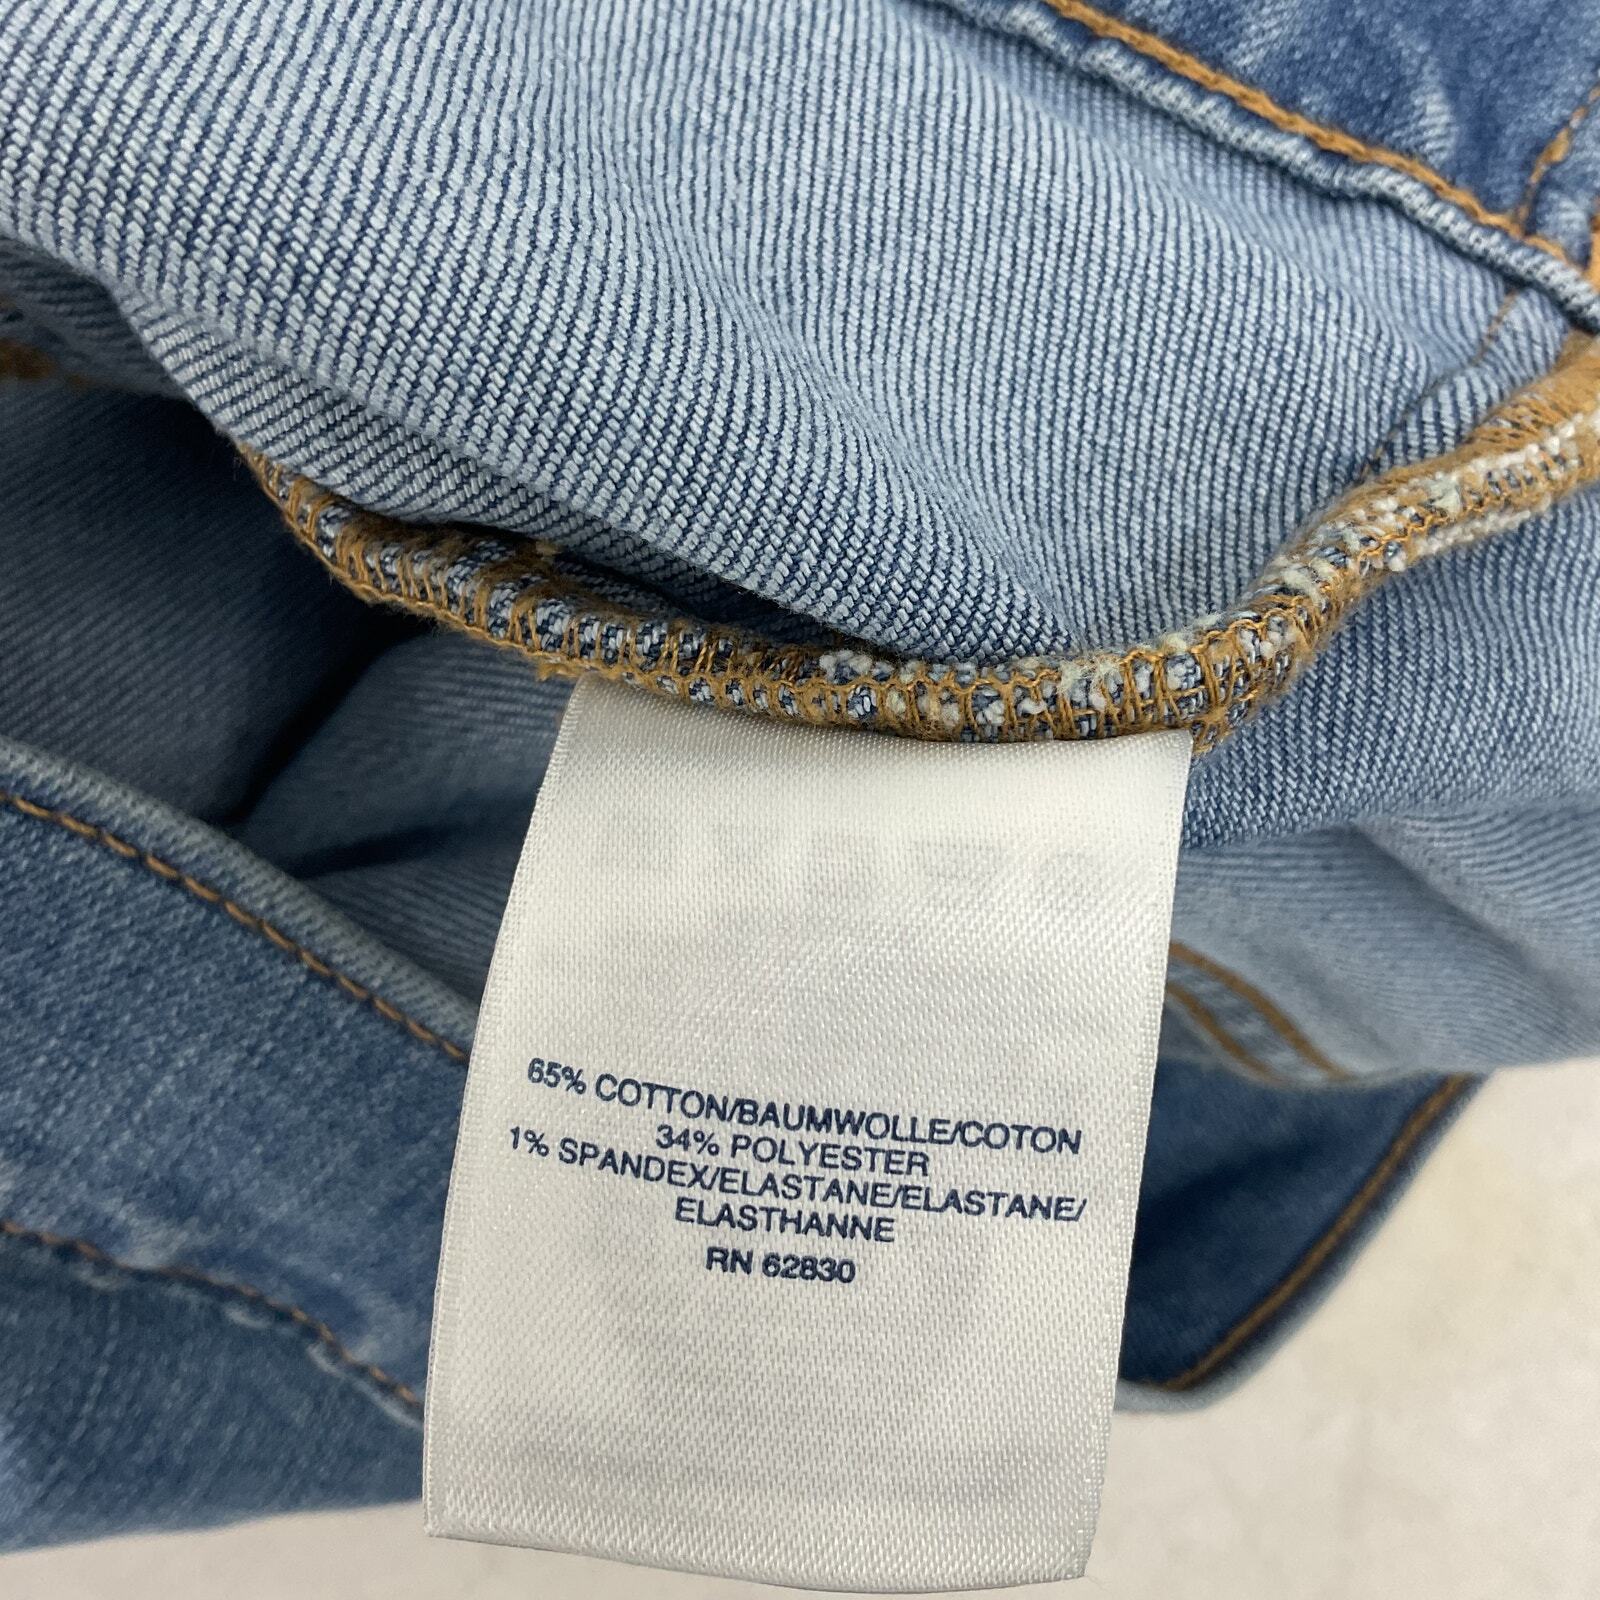 65% COTTON/BAUMWOLLE/COTON
34% POLYESTER
1% SPANDEX/ELASTANE/ELASTANE/
ELASTHANNE
RN 62830